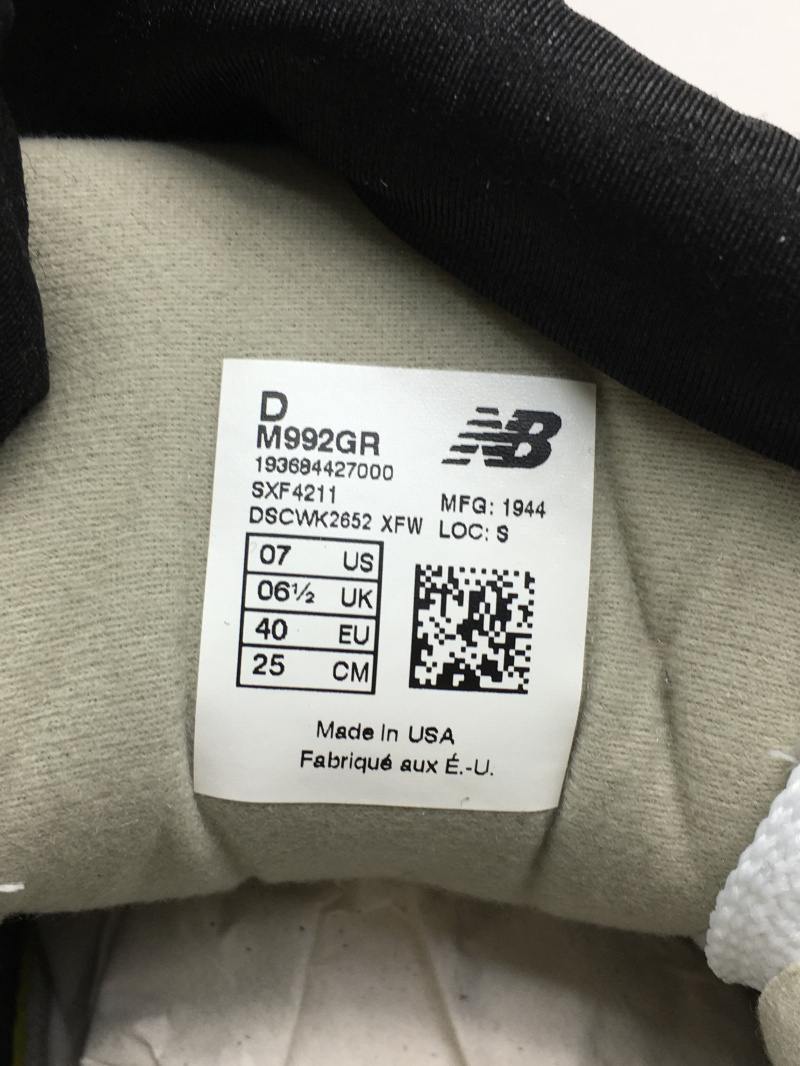 D
M992GR
193684427000
SXF4211
DSCWK2652 XFW
NB
MFG: 1944
LOC: S
07 US
06½ UK
40 EU
25 CM
Made In USA
Fabriqué aux É.-U.